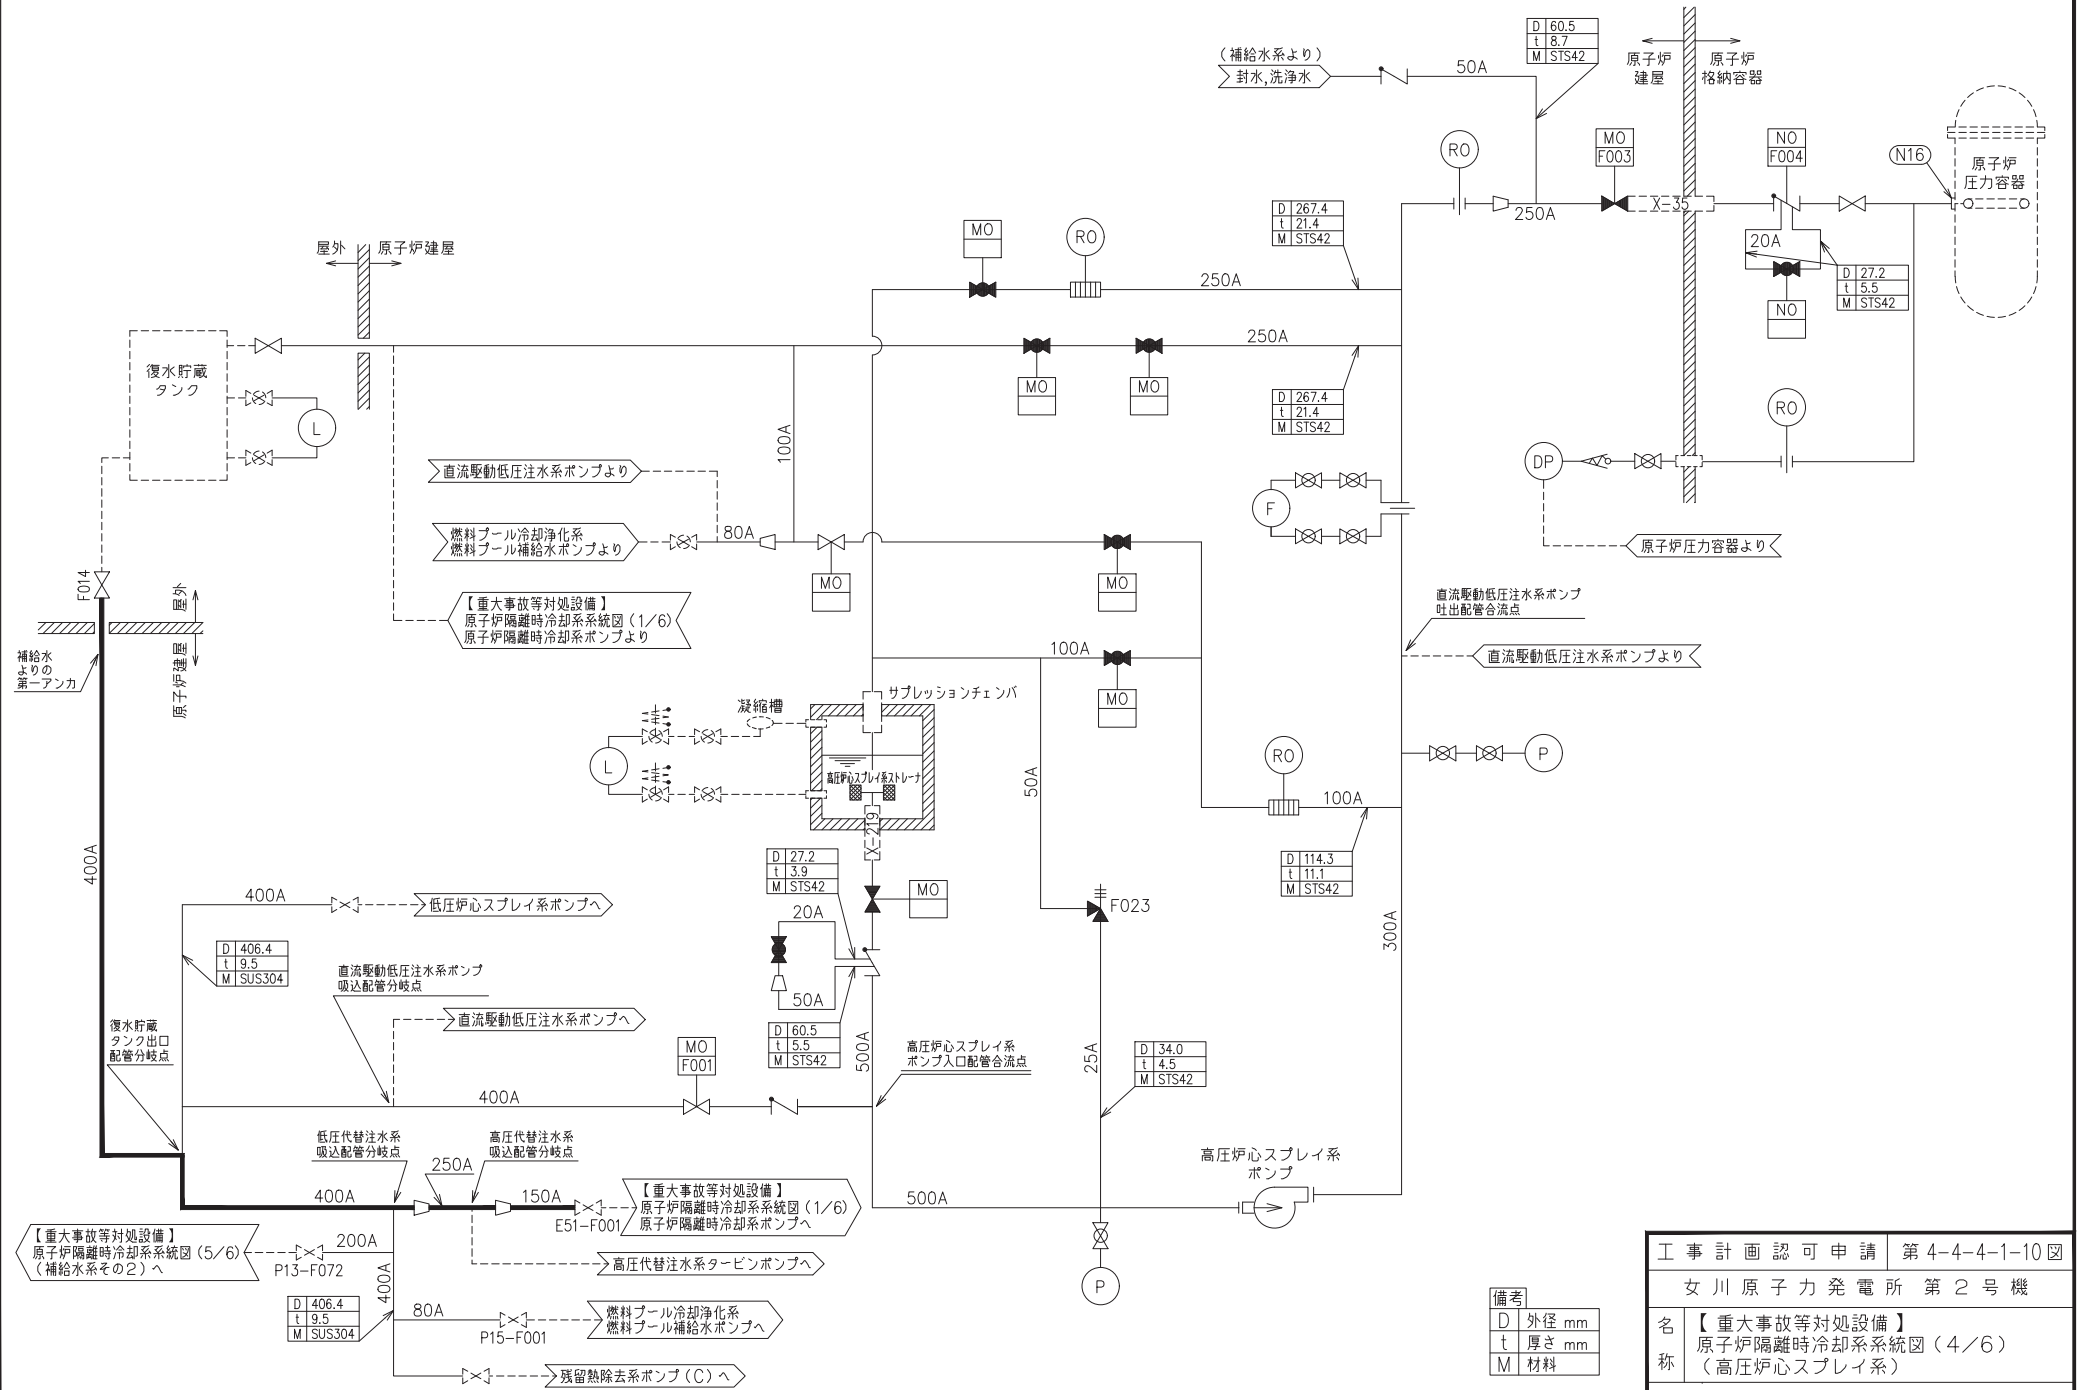 (補給水系より)
封水,洗浄水
50A
D 60.5
t 8.7
M STS42
原子炉
建屋
原子炉
格納容器
RO
MO
F003
NO
F004
N16
原子炉
圧力容器
250A
X-35
20A
D 27.2
t 5.5
M STS42
NO
屋外
原子炉建屋
MO
RO
250A
D 267.4
t 21.4
M STS42
250A
MO
MO
D 267.4
t 21.4
M STS42
復水貯蔵
タンク
L
100A
RO
DP
F
原子炉圧力容器より
直流駆動低圧注水系ポンプより
燃料プール冷却浄化系
燃料プール補給水ポンプより
80A
MO
MO
【重大事故等対処設備】
原子炉隔離時冷却系系統図(1/6)
原子炉隔離時冷却系ポンプより
F014
屋外
原子炉建屋
補給水
よりの
第一アンカ
直流駆動低圧注水系ポンプ
吐出配管合流点
直流駆動低圧注水系ポンプより
100A
MO
サプレッションチェンバ
凝縮槽
L
高圧炉心スプレイ系ストレーナ
X-219
50A
RO
100A
P
D 114.3
t 11.1
M STS42
400A
D 27.2
t 3.9
M STS42
MO
20A
50A
D 60.5
t 5.5
M STS42
500A
F023
300A
400A
低圧炉心スプレイ系ポンプへ
D 406.4
t 9.5
M SUS304
直流駆動低圧注水系ポンプ
吸込配管分岐点
直流駆動低圧注水系ポンプへ
復水貯蔵
タンク出口
配管分岐点
MO
F001
400A
高圧炉心スプレイ系
ポンプ入口配管合流点
25A
D 34.0
t 4.5
M STS42
低圧代替注水系
吸込配管分岐点
高圧代替注水系
吸込配管分岐点
250A
400A
150A
E51-F001
【重大事故等対処設備】
原子炉隔離時冷却系系統図(1/6)
原子炉隔離時冷却系ポンプへ
500A
高圧炉心スプレイ系
ポンプ
P
【重大事故等対処設備】
原子炉隔離時冷却系系統図(5/6)
(補給水系その2)へ
200A
P13-F072
400A
高圧代替注水系タービンポンプへ
D 406.4
t 9.5
M SUS304
80A
P15-F001
燃料プール冷却浄化系
燃料プール補給水ポンプへ
残留熱除去系ポンプ(C)へ
備考
D 外径 mm
t 厚さ mm
M 材料
工事計画認可申請 第4-4-4-1-10図
女川原子力発電所 第2号機
名称
【重大事故等対処設備】
原子炉隔離時冷却系系統図(4/6)
(高圧炉心スプレイ系)